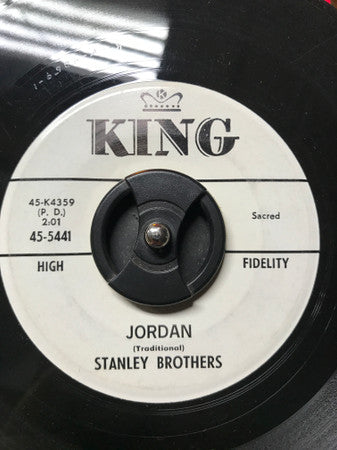 K
KING
45-K4359
(P. D.)
2:01
45-5441
Sacred
HIGH FIDELITY
JORDAN
(Traditional)
STANLEY BROTHERS